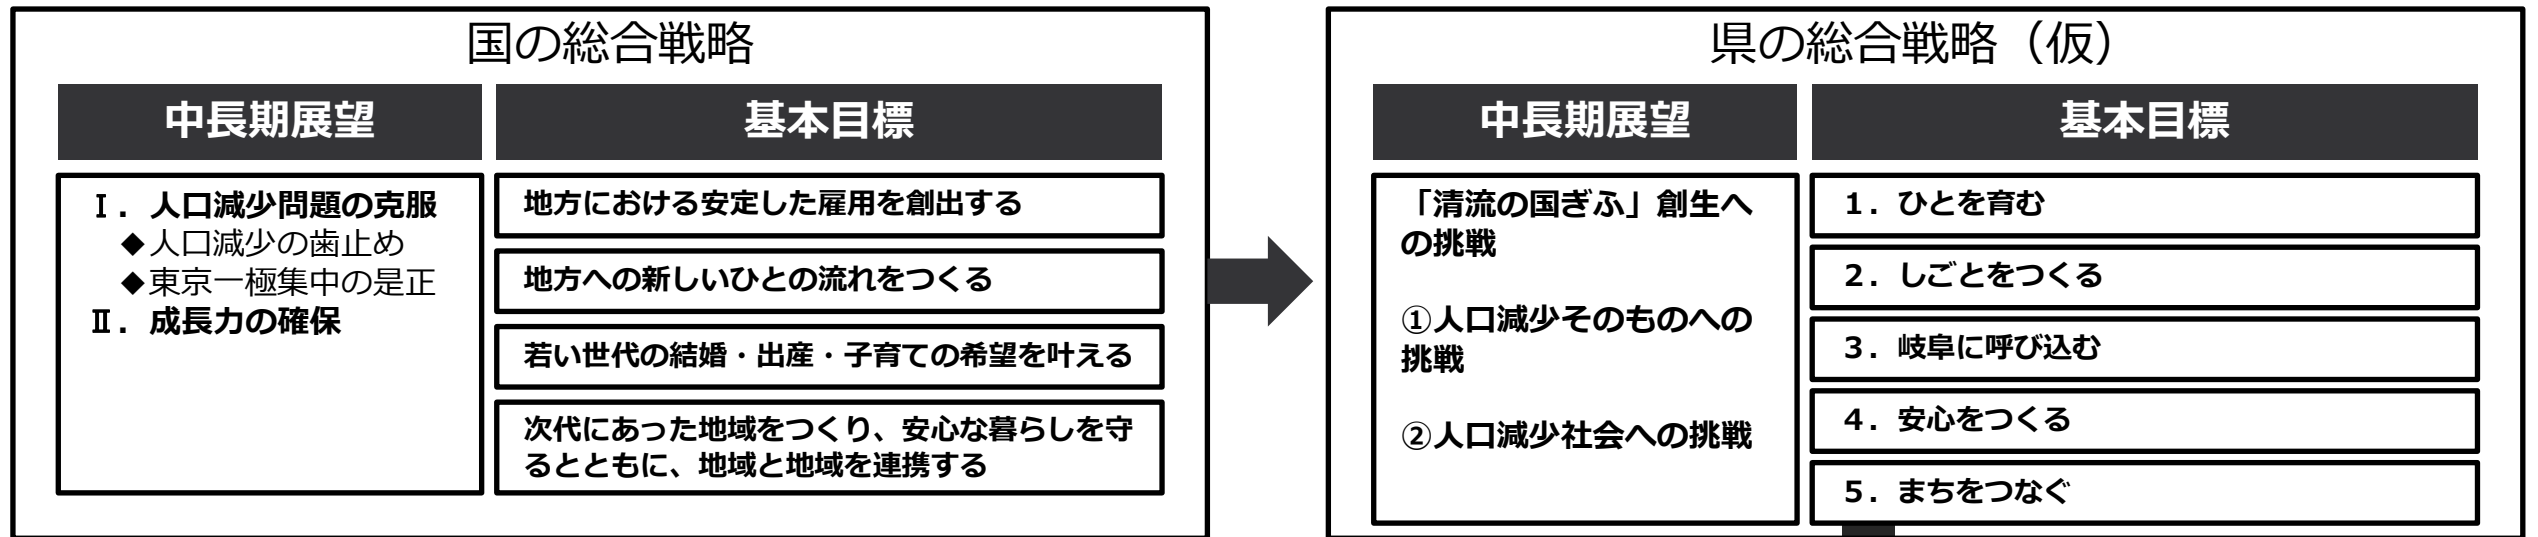 国の総合戦略
中長期展望
基本目標
Ⅰ．人口減少問題の克服
◆人口減少の歯止め
◆東京一極集中の是正
Ⅱ．成長力の確保
地方における安定した雇用を創出する
地方への新しいひとの流れをつくる
若い世代の結婚・出産・子育ての希望を叶える
次代にあった地域をつくり、安心な暮らしを守
るとともに、地域と地域を連携する
県の総合戦略（仮）
中長期展望
基本目標
「清流の国ぎふ」創生へ
の挑戦
①人口減少そのものへの
挑戦
②人口減少社会への挑戦
１．ひとを育む
２．しごとをつくる
３．岐阜に呼び込む
４．安心をつくる
５．まちをつなぐ